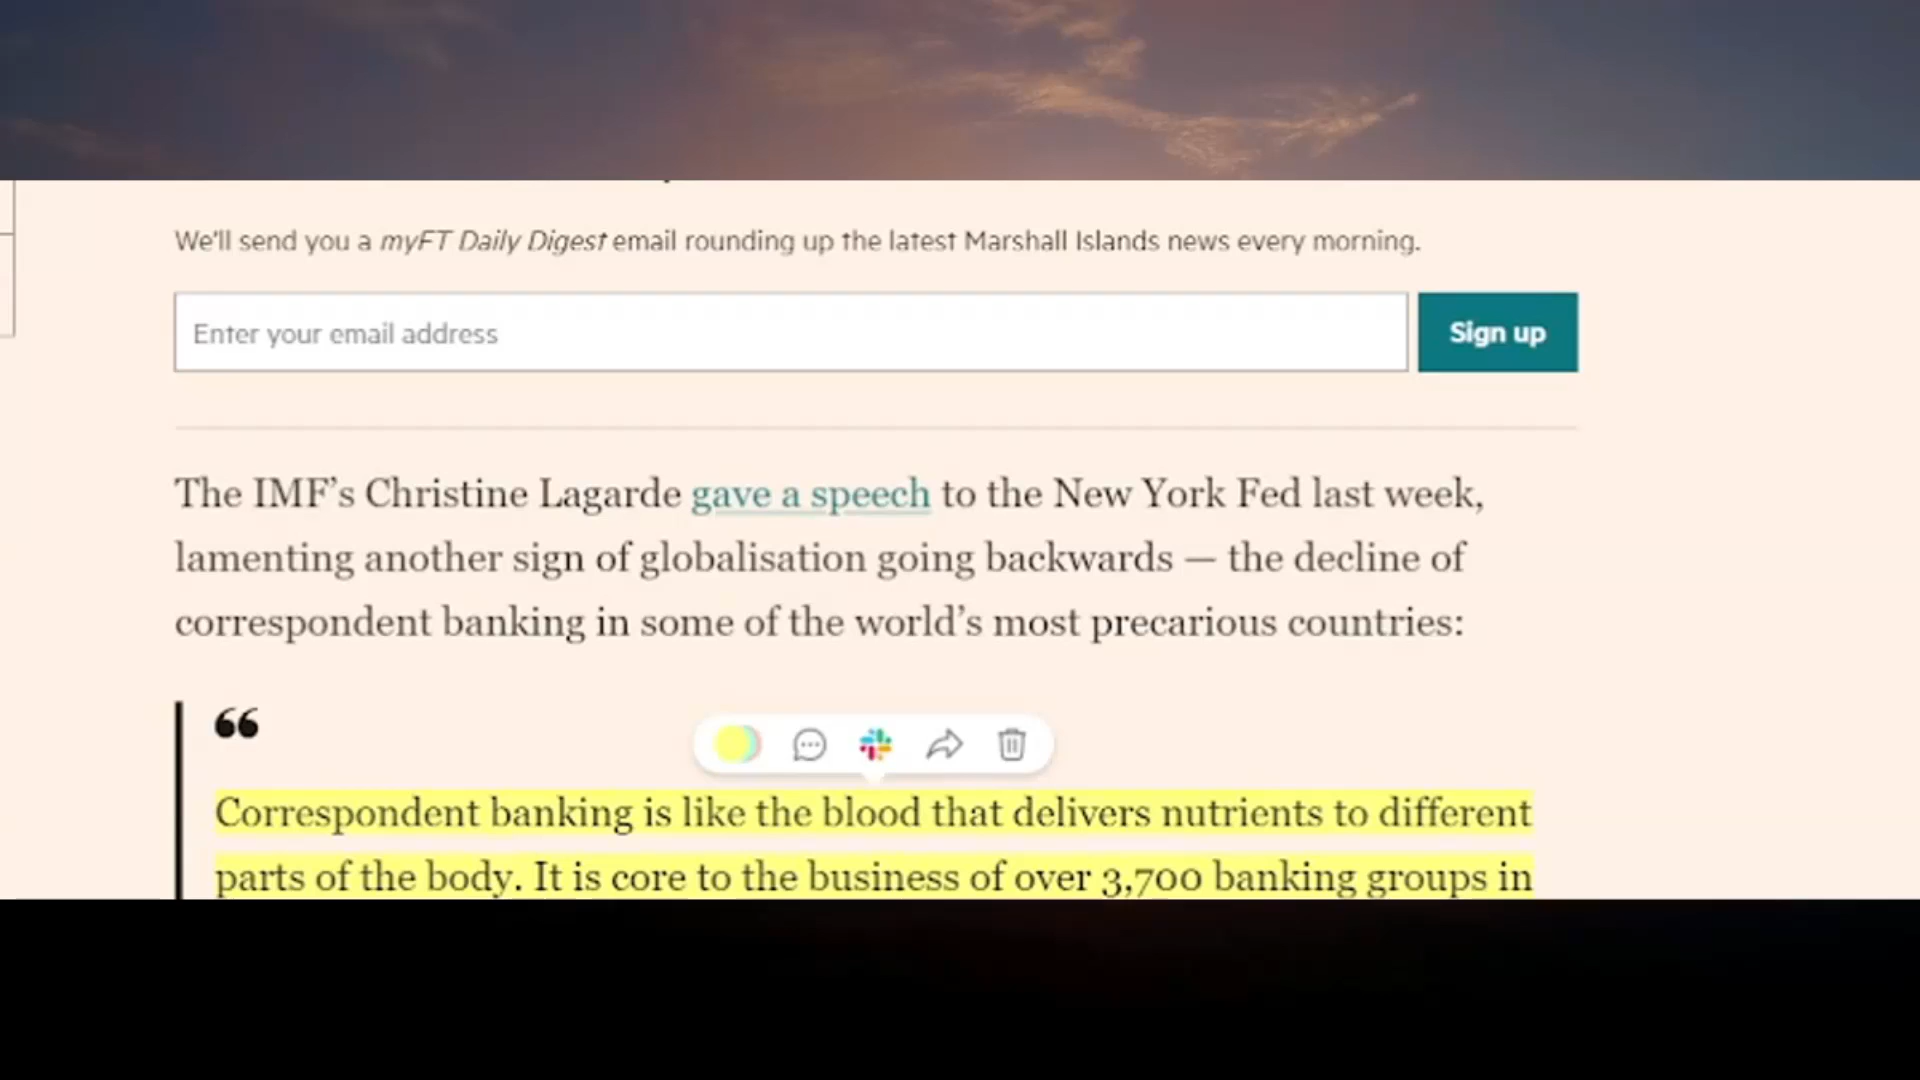 We'll send you a myFT Daily Digest email rounding up the latest Marshall Islands news every morning.
Enter your email address
Sign up
The IMF’s Christine Lagarde gave a speech to the New York Fed last week,
lamenting another sign of globalisation going backwards — the decline of
correspondent banking in some of the world’s most precarious countries:
“
Correspondent banking is like the blood that delivers nutrients to different
parts of the body. It is core to the business of over 3,700 banking groups in